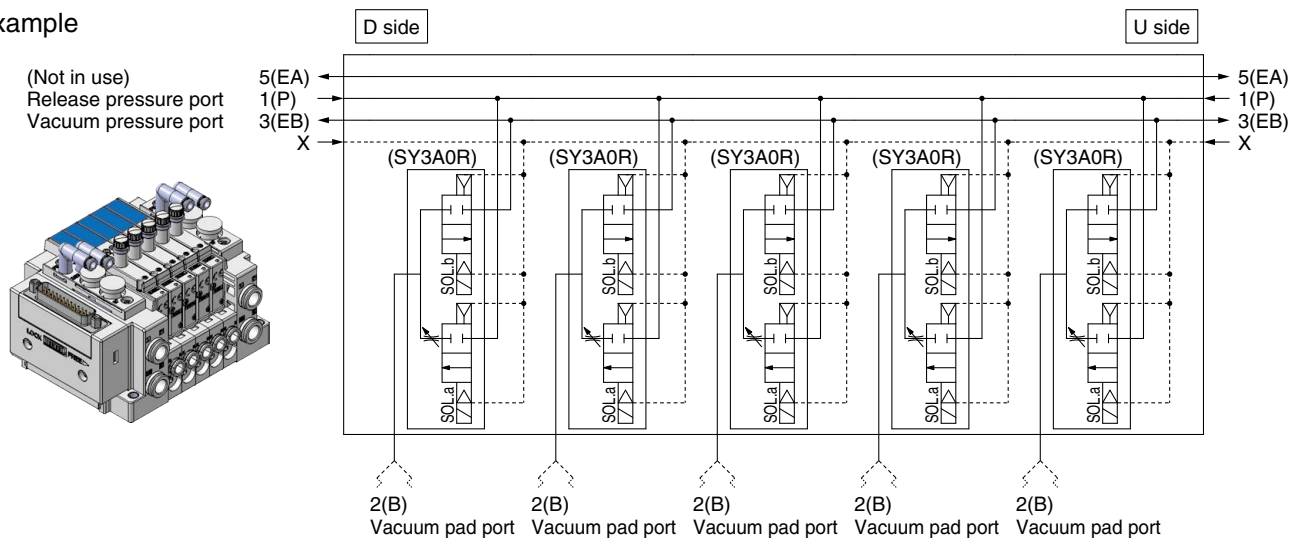 xample
D side
U side
(Not in use)
5(EA)
5(EA)
Release pressure port
1(P)
1(P)
Vacuum pressure port
3(EB)
3(EB)
X
X
(SY3A0R)
(SY3A0R)
(SY3A0R)
(SY3A0R)
(SY3A0R)
SOL.b
SOL.b
SOL.b
SOL.b
SOL.b
SOL.a
SOL.a
SOL.a
SOL.a
SOL.a
LOCK
FREE
2(B)
2(B)
2(B)
2(B)
2(B)
Vacuum pad port
Vacuum pad port
Vacuum pad port
Vacuum pad port
Vacuum pad port